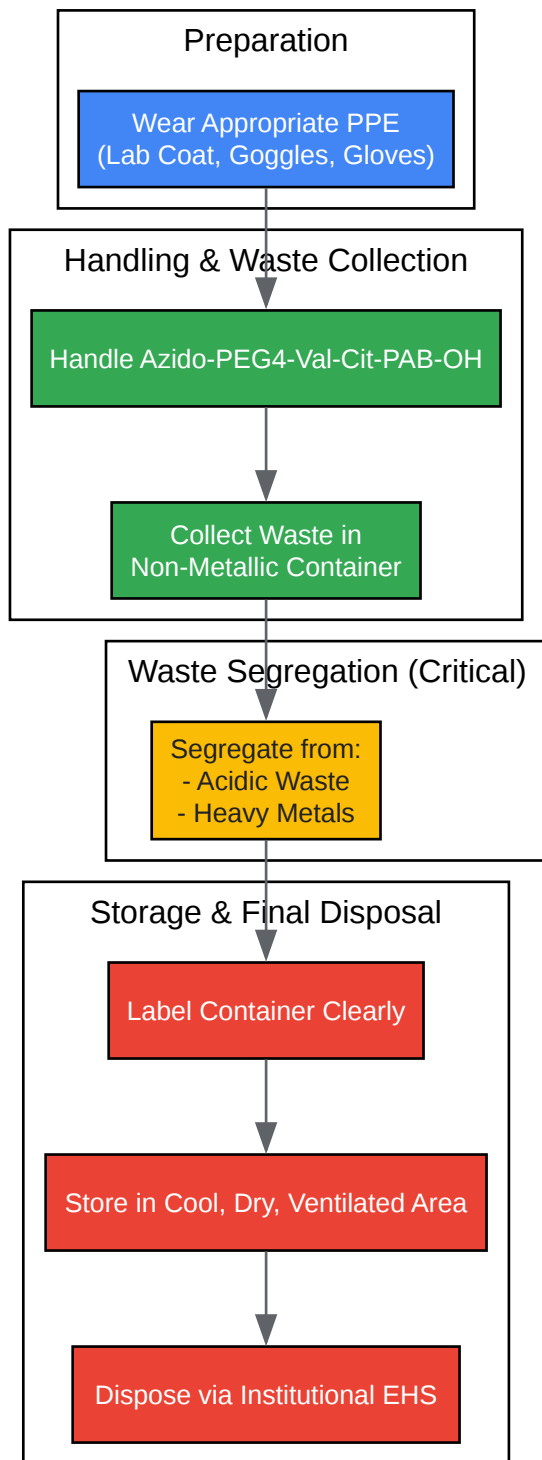 Preparation
Wear Appropriate PPE
(Lab Coat, Goggles, Gloves)
Handling & Waste Collection
Handle Azido-PEG4-Val-Cit-PAB-OH
Collect Waste in
Non-Metallic Container
Waste Segregation (Critical)
Segregate from:
- Acidic Waste
- Heavy Metals
Storage & Final Disposal
Label Container Clearly
Store in Cool, Dry, Ventilated Area
Dispose via Institutional EHS